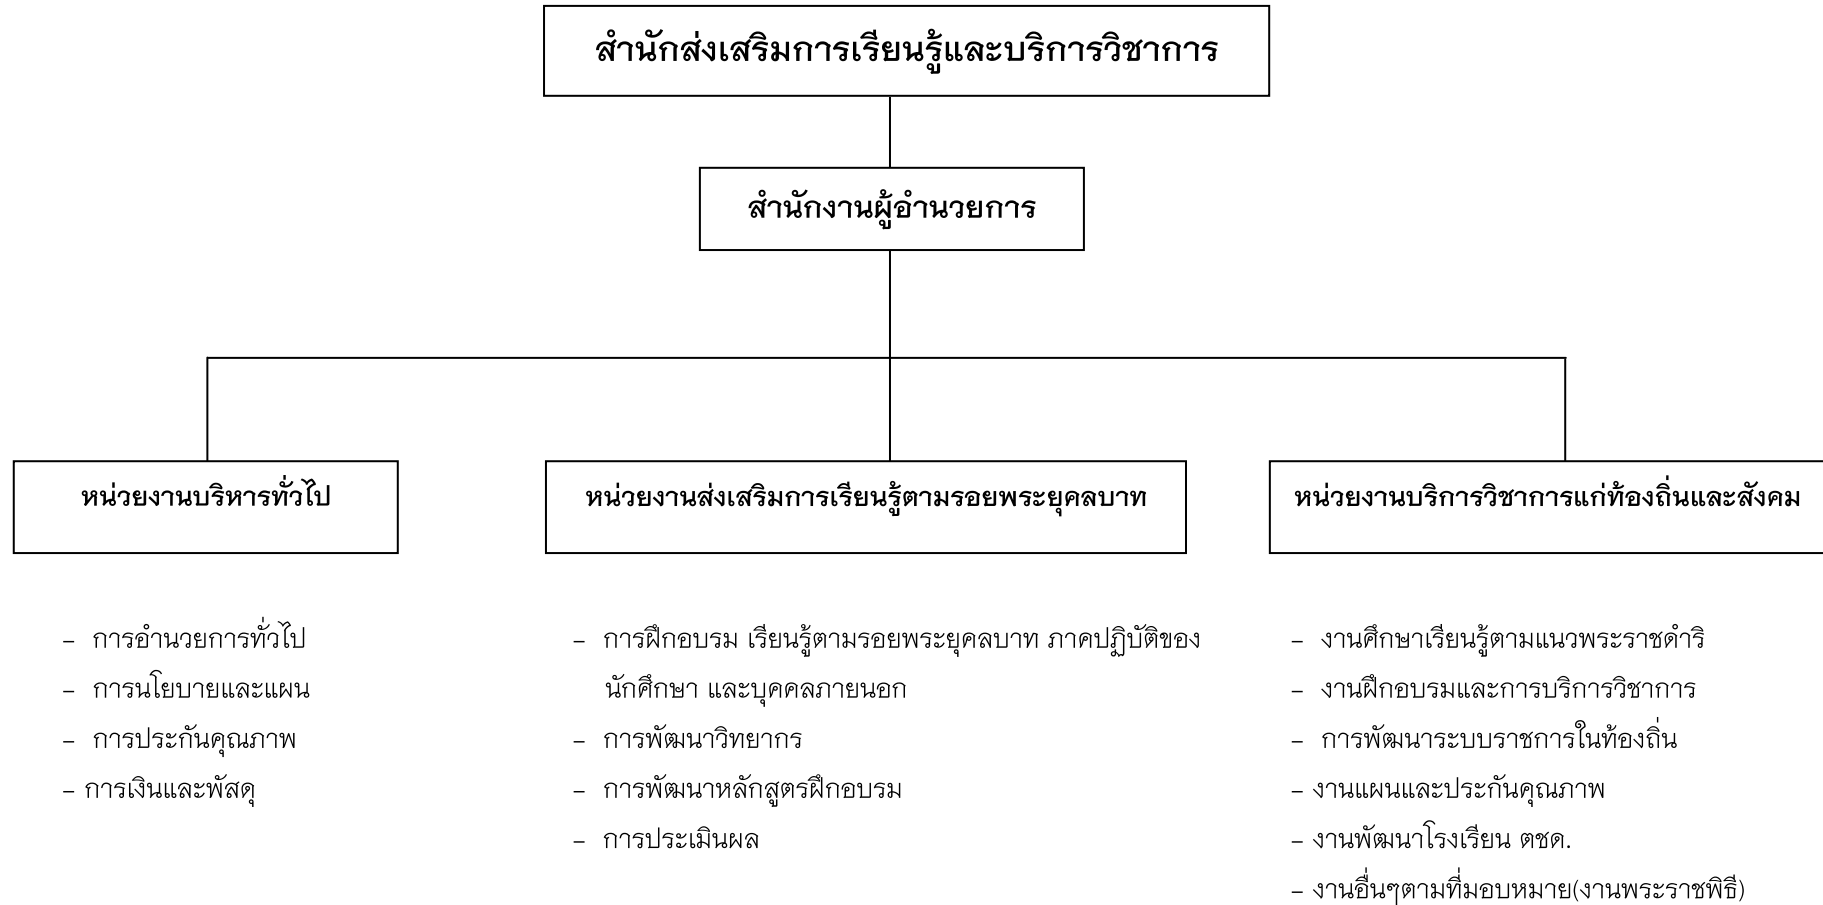 สำนักส่งเสริมการเรียนรู้และบริการวิชาการ
สำนักงานผู้อำนวยการ
หน่วยงานบริหารทั่วไป
- การอำนวยการทั่วไป
- การนโยบายและแผน
- การประกันคุณภาพ
- การเงินและพัสดุ
หน่วยงานส่งเสริมการเรียนรู้ตามรอยพระยุคลบาท
- การฝึกอบรม เรียนรู้ตามรอยพระยุคลบาท ภาคปฏิบัติของ
นักศึกษา และบุคคลภายนอก
- การพัฒนาวิทยากร
- การพัฒนาหลักสูตรฝึกอบรม
- การประเมินผล
หน่วยงานบริการวิชาการแก่ท้องถิ่นและสังคม
- งานศึกษาเรียนรู้ตามแนวพระราชดำริ
- งานฝึกอบรมและการบริการวิชาการ
- การพัฒนาระบบราชการในท้องถิ่น
- งานแผนและประกันคุณภาพ
- งานพัฒนาโรงเรียน ตชด.
- งานอื่นๆตามที่มอบหมาย(งานพระราชพิธี)